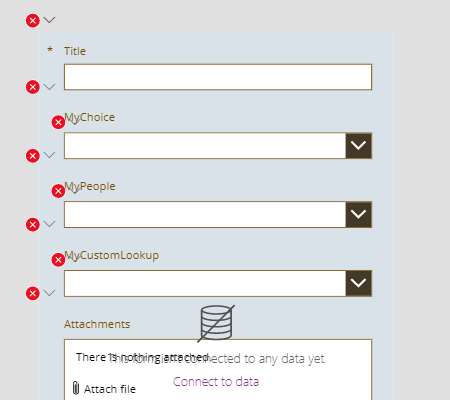 * Title
MyChoice
MyPeople
MyCustomLookup
Attachments
There is nothing attached.
This form isn't connected to any data yet
Attach file
Connect to data